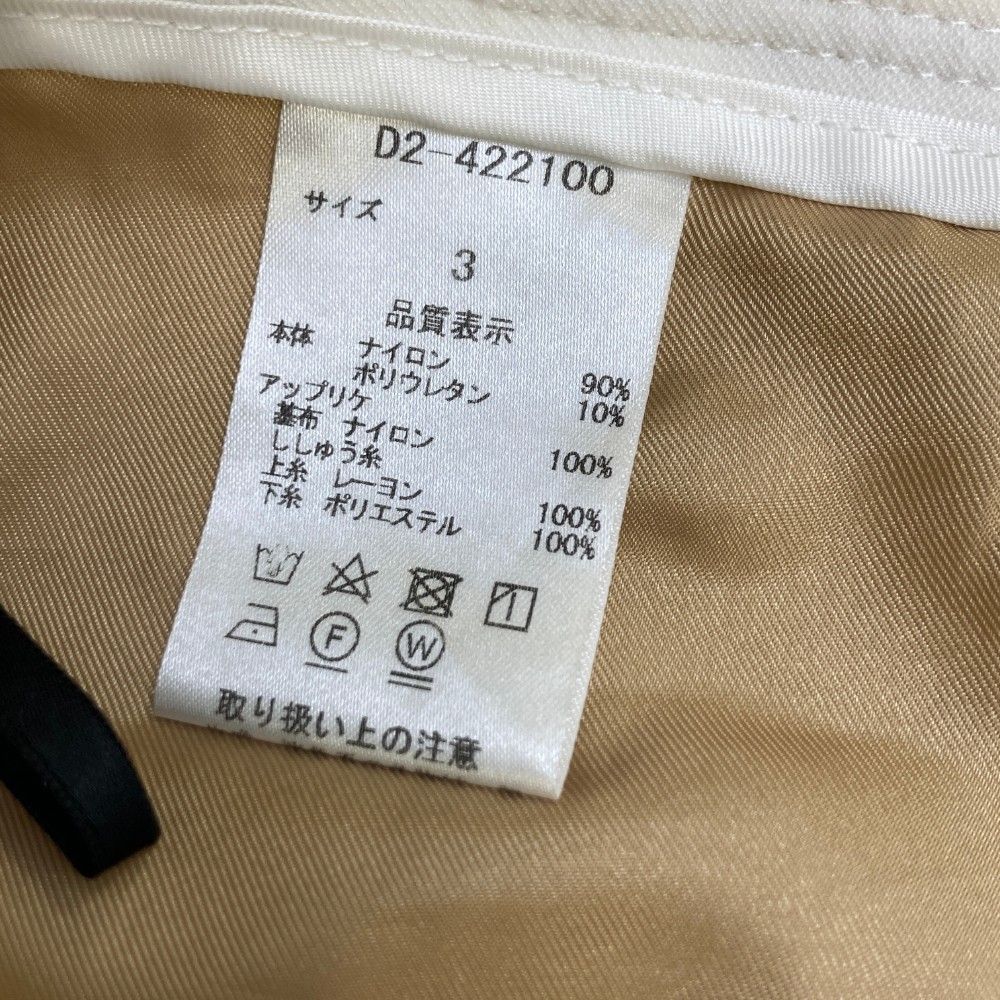 D2-422100
サイズ
3
品質表示
本体 ナイロン 90%
ポリウレタン 10%
アップリケ
基布 ナイロン 100%
ししゅう糸
上糸 レーヨン 100%
下糸 ポリエステル 100%
F W
取り扱い上の注意